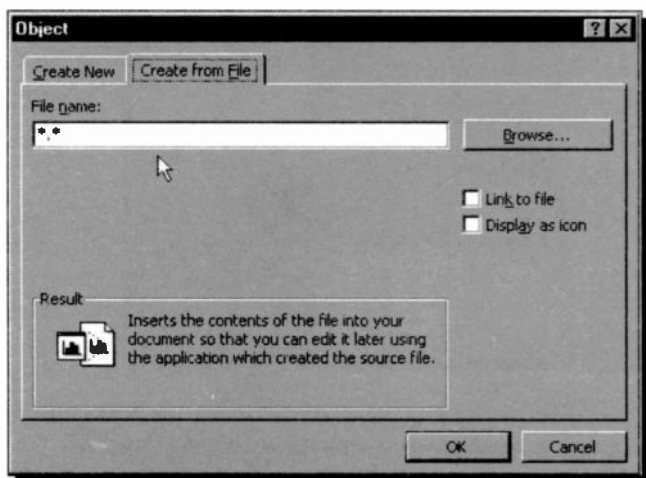 Object
Create New
Create from File
File name:
*.*
Browse...
Link to file
Display as icon
Result
Inserts the contents of the file into your
document so that you can edit it later using
the application which created the source file.
OK
Cancel